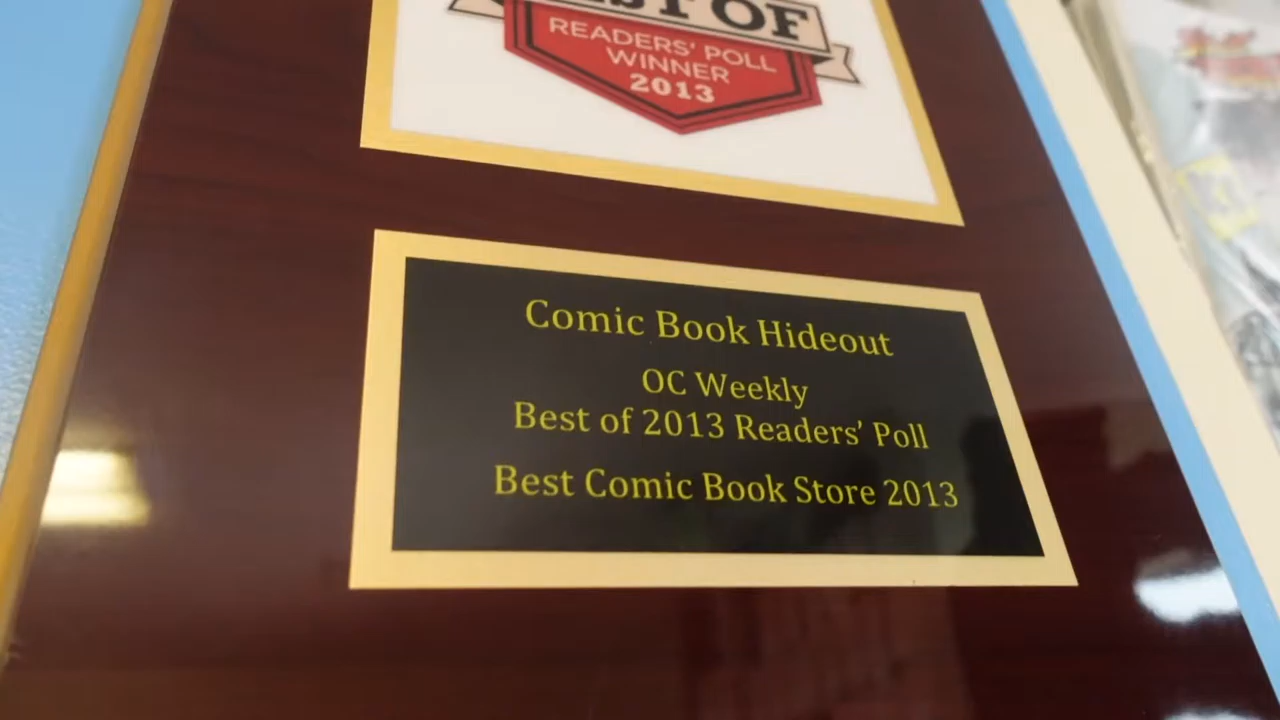 OF
READERS' POLL
WINNER
2013
Comic Book Hideout
OC Weekly
Best of 2013 Readers' Poll
Best Comic Book Store 2013